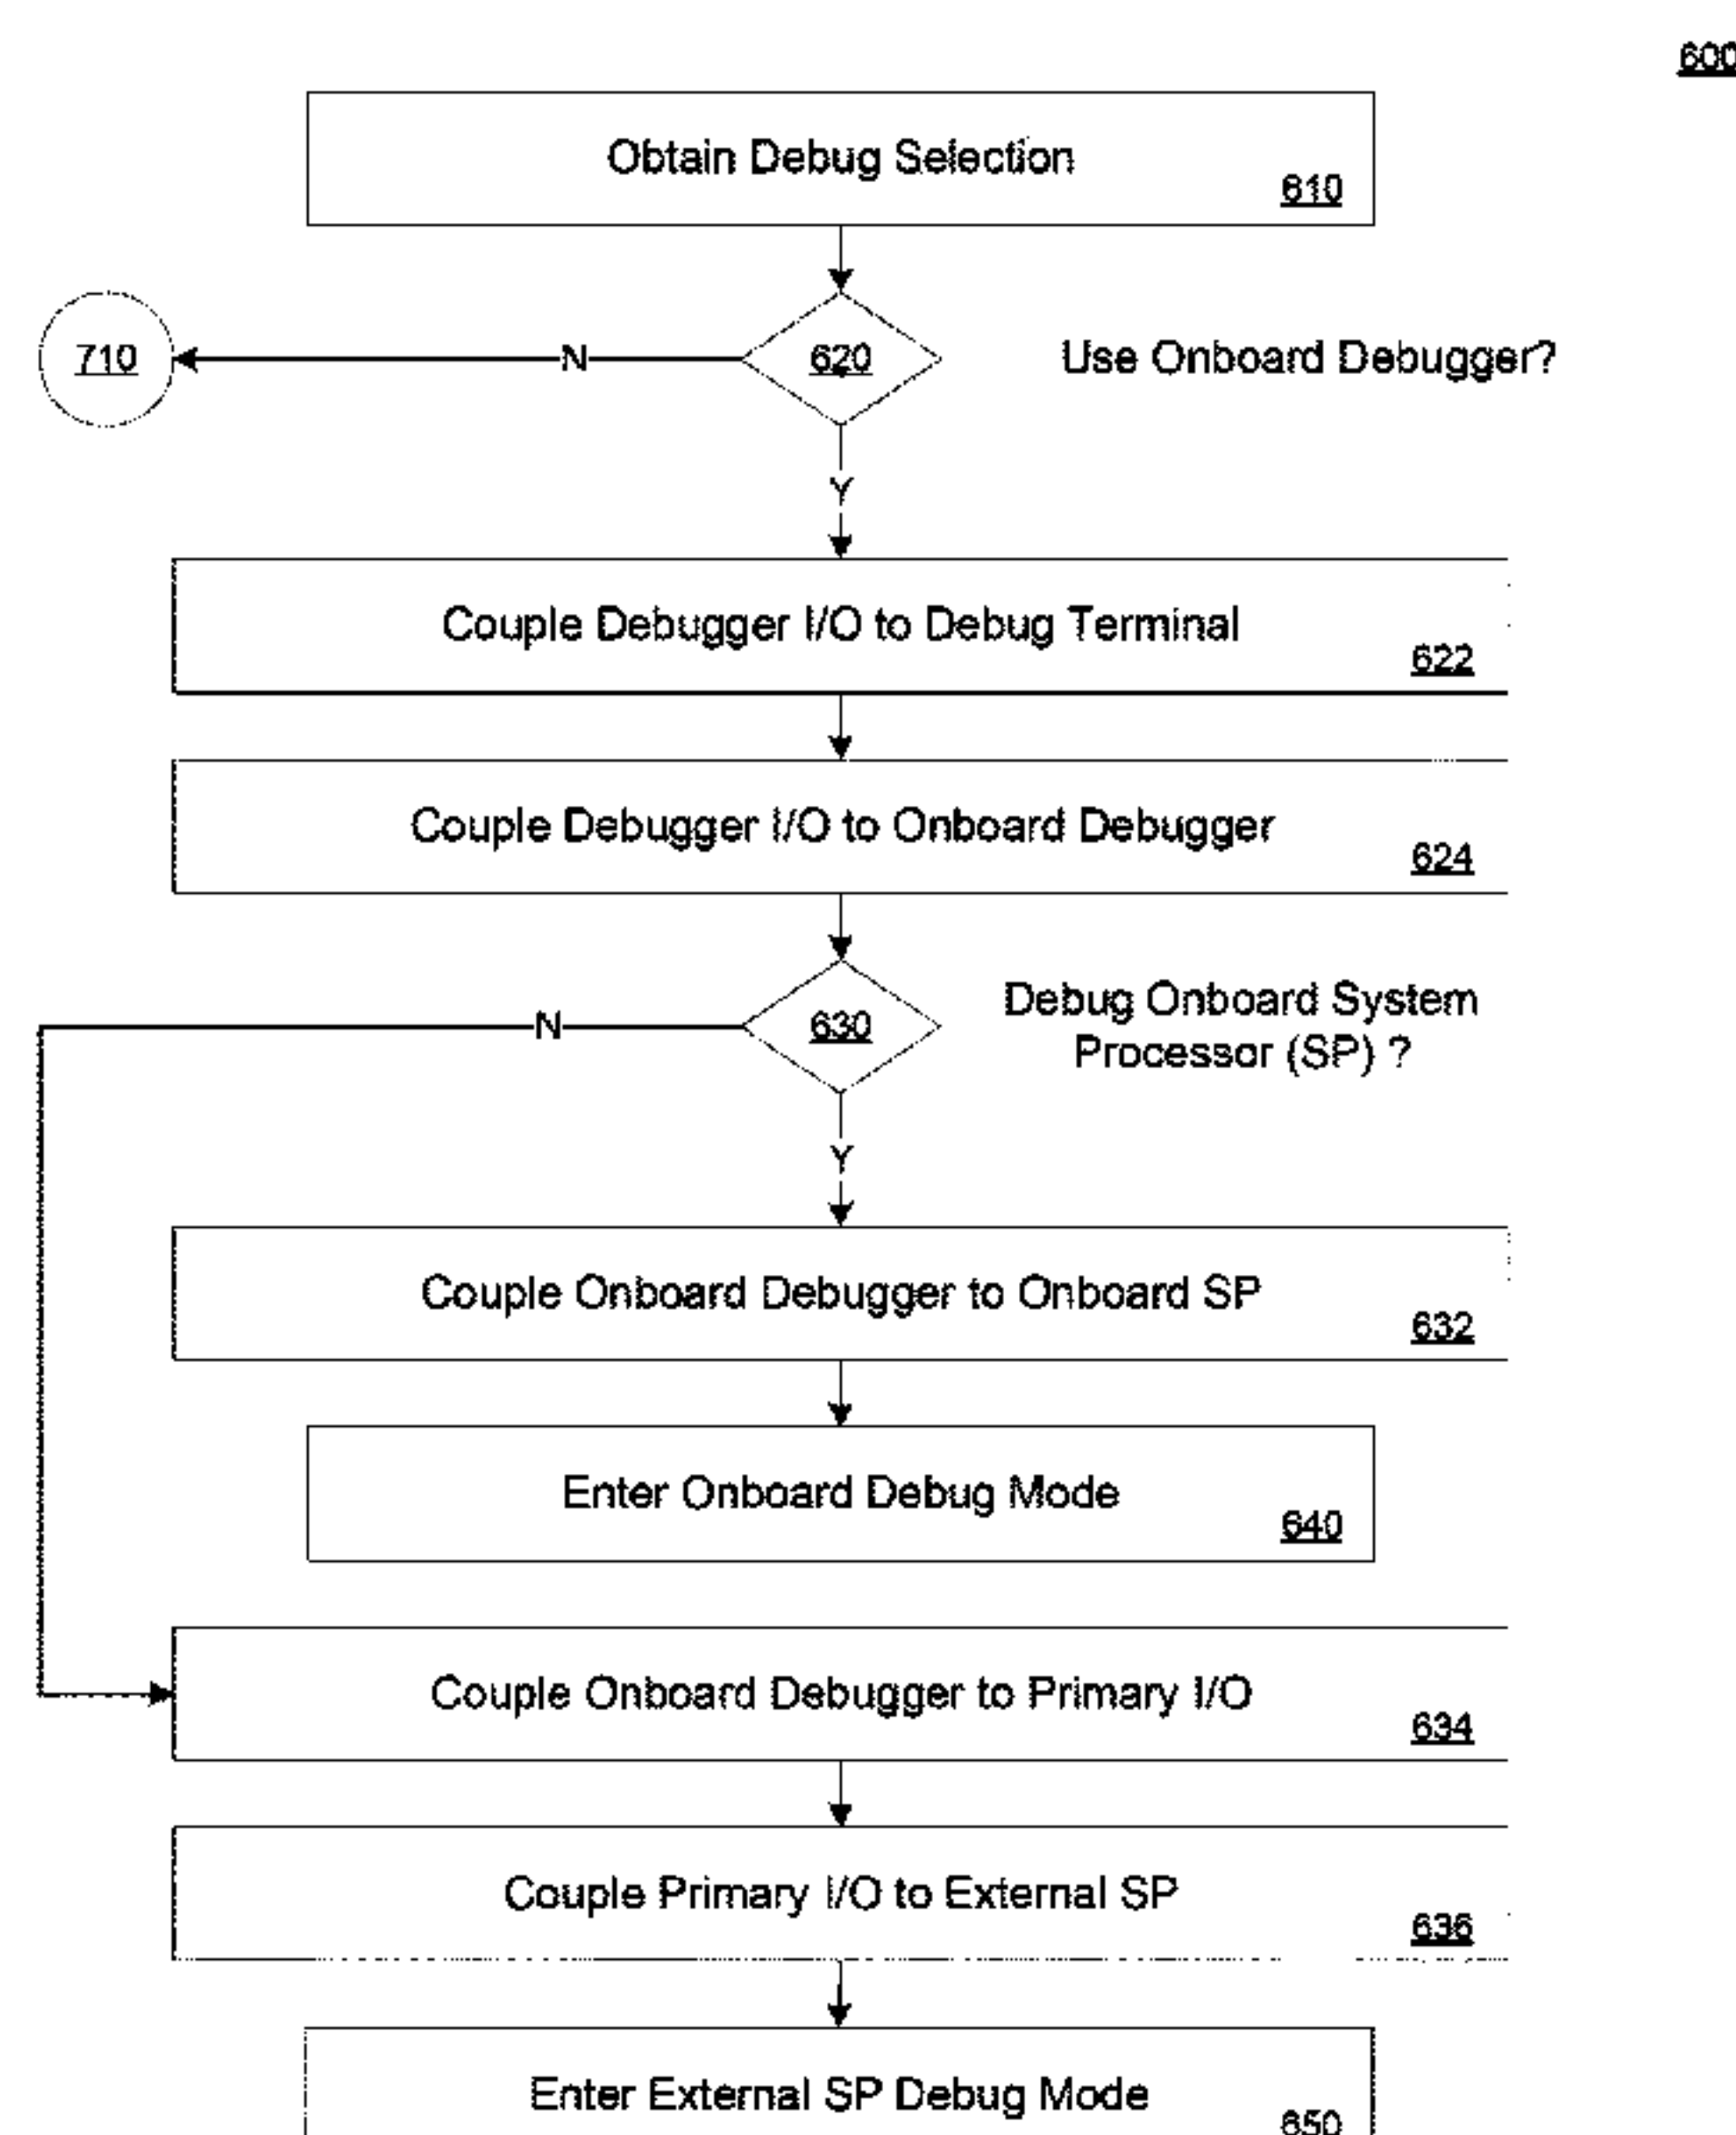 600
Obtain Debug Selection
610
710
N
620
Use Onboard Debugger?
Y
Couple Debugger I/O to Debug Terminal
622
Couple Debugger I/O to Onboard Debugger
624
N
630
Debug Onboard System
Processor (SP) ?
Y
Couple Onboard Debugger to Onboard SP
632
Enter Onboard Debug Mode
640
Couple Onboard Debugger to Primary I/O
634
Couple Primary I/O to External SP
636
Enter External SP Debug Mode
650